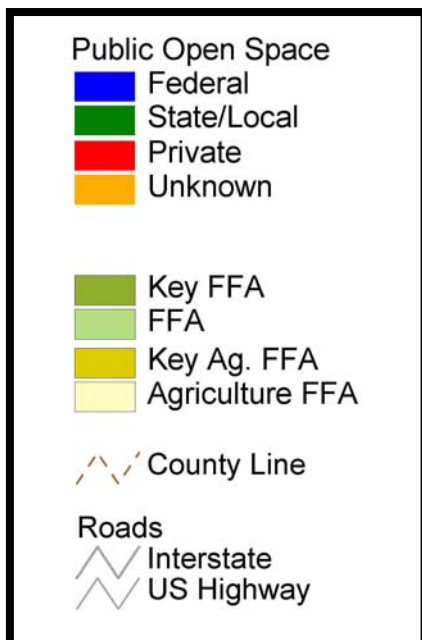 Public Open Space
Federal
State/Local
Private
Unknown
Key FFA
FFA
Key Ag. FFA
Agriculture FFA
County Line
Roads
Interstate
US Highway